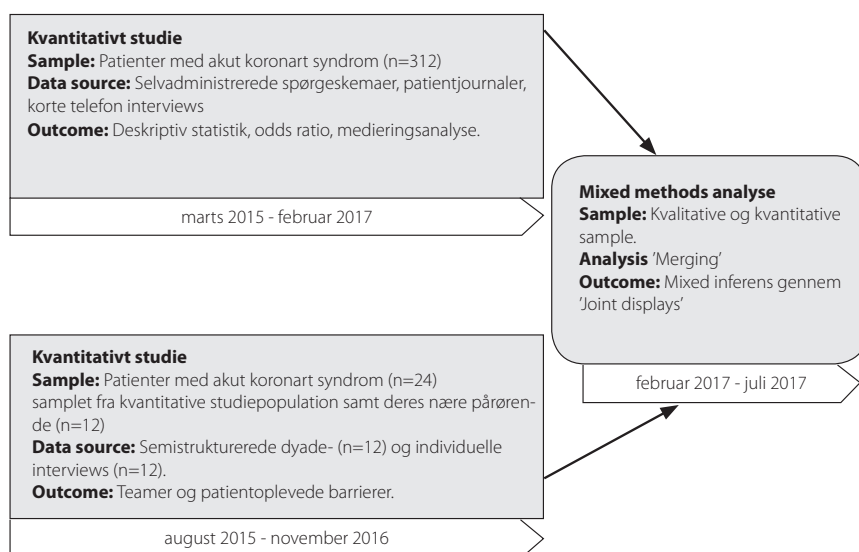 Kvantitativt studie
Sample: Patienter med akut koronart syndrom (n=312)
Data source: Selvadministrerede spørgeskemaer, patientjournaler,
korte telefon interviews
Outcome: Deskriptiv statistik, odds ratio, medieringsanalyse.
marts 2015 - februar 2017
Kvantitativt studie
Sample: Patienter med akut koronart syndrom (n=24)
samplet fra kvantitative studiepopulation samt deres nære pårøren-
de (n=12)
Data source: Semistrukturerede dyade- (n=12) og individuelle
interviews (n=12).
Outcome: Teamer og patientoplevede barrierer.
august 2015 - november 2016
Mixed methods analyse
Sample: Kvalitative og kvantitative
sample.
Analysis ’Merging’
Outcome: Mixed inferens gennem
’Joint displays’
februar 2017 - juli 2017